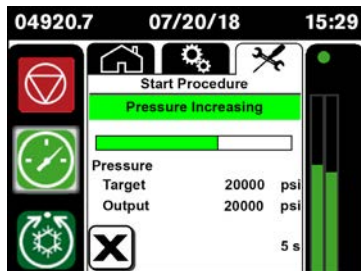 04920.7 07/20/18 15:29
Start Procedure
Pressure Increasing
Pressure
Target 20000 psi
Output 20000 psi
X
5 s